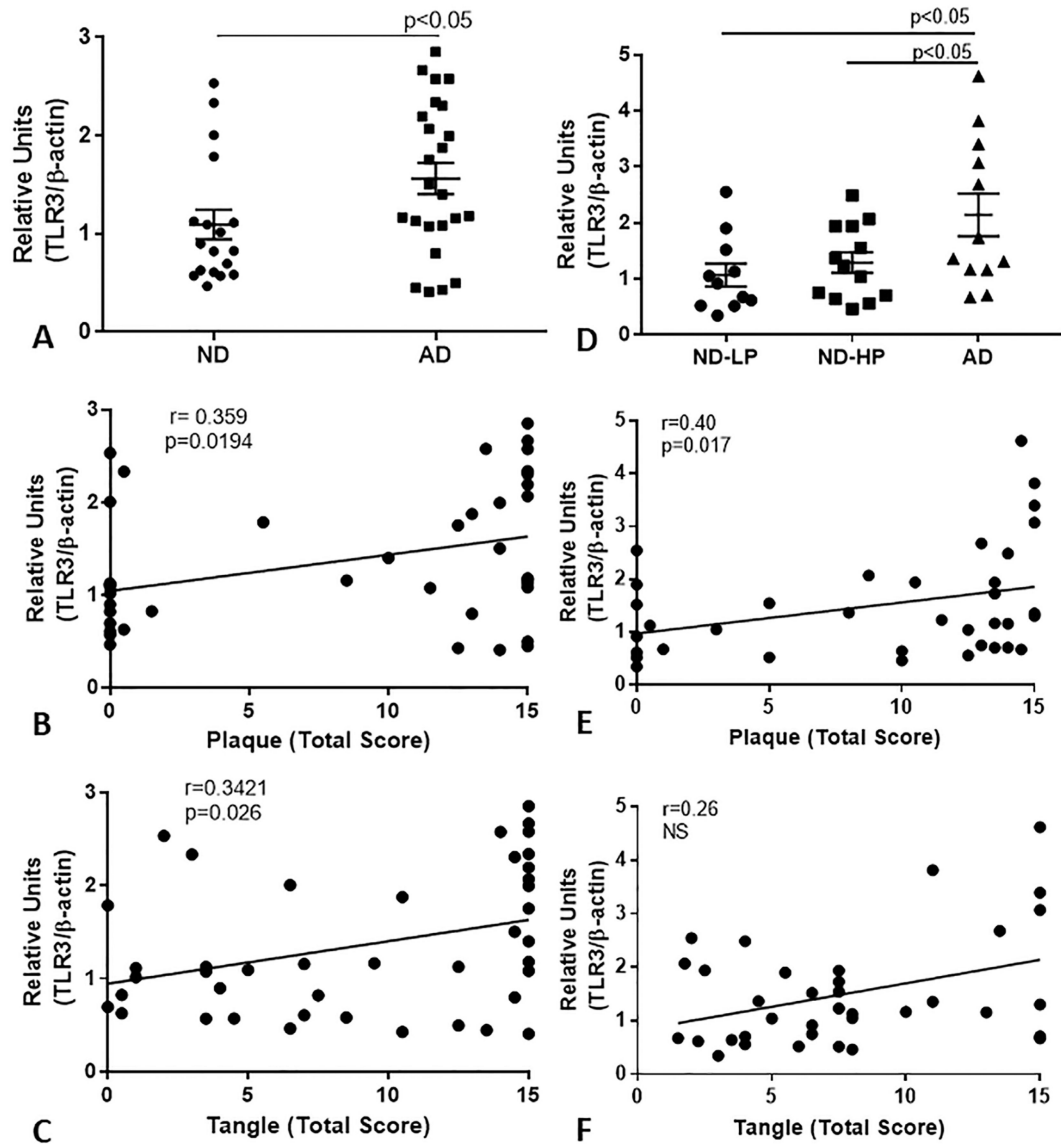 p<0.05
3
2
1
0
Relative Units
(TLR3/β-actin)
ND
AD
A
p<0.05
p<0.05
5
4
3
2
1
0
Relative Units
(TLR3/β-actin)
ND-LP
ND-HP
AD
D
r= 0.359
p=0.0194
3
2
1
0
Relative Units
(TLR3/β-actin)
0
5
10
15
Plaque (Total Score)
B
r=0.40
p=0.017
5
4
3
2
1
0
Relative Units
(TLR3/β-actin)
0
5
10
15
Plaque (Total Score)
E
r=0.3421
p=0.026
3
2
1
0
Relative Units
(TLR3/β-actin)
0
5
10
15
Tangle (Total Score)
C
r=0.26
NS
5
4
3
2
1
0
Relative Units
(TLR3/β-actin)
0
5
10
15
Tangle (Total Score)
F